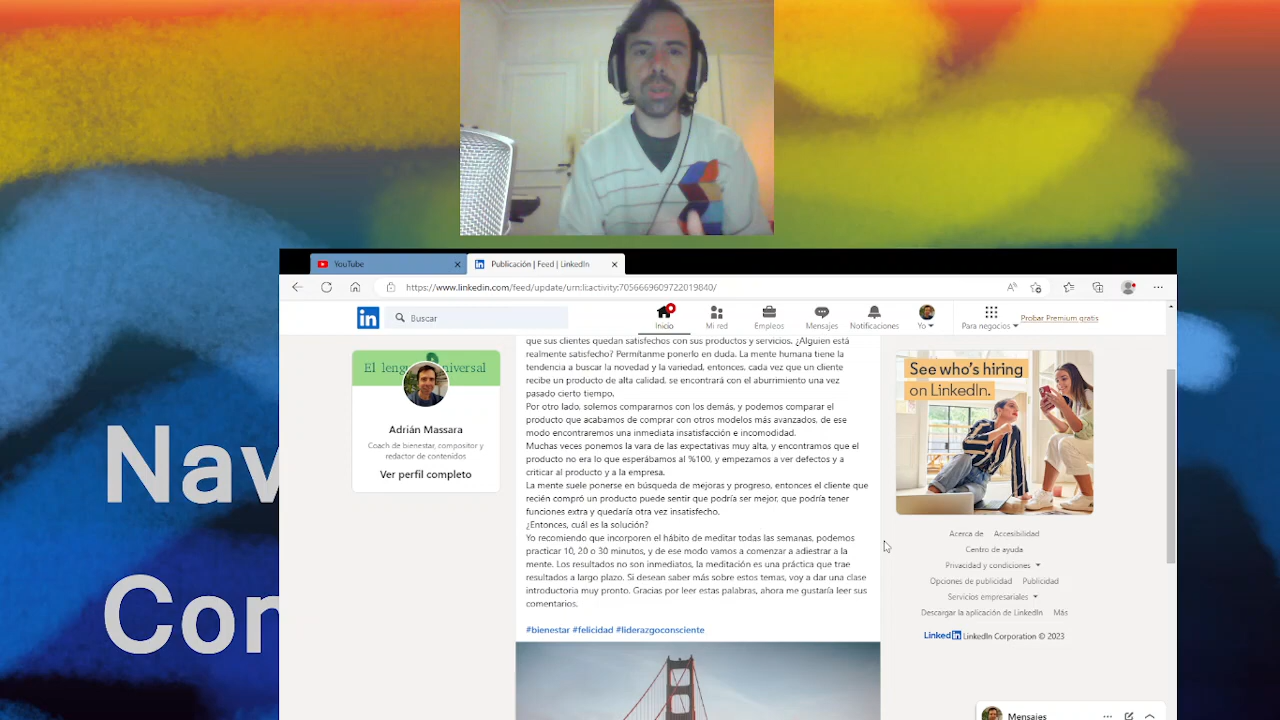 Nav
Con
YouTube
Publicación | Feed | LinkedIn
https://www.linkedin.com/feed/update/urn:li:activity:7056669609722019840/
in
Buscar
Inicio
Mi red
Empleos
Mensajes
Notificaciones
Yo
Para negocios
Probar Premium gratis
El lenguaje universal
Adrián Massara
Coach de bienestar, compositor y
redactor de contenidos
Ver perfil completo
que sus clientes quedan satisfechos con sus productos y servicios. ¿Alguien está
realmente satisfecho? Permítanme ponerlo en duda. La mente humana tiene la
tendencia a buscar la novedad y la variedad, entonces, cada vez que un cliente
recibe un producto de alta calidad, se encontrará con el aburrimiento una vez
pasado cierto tiempo.
Por otro lado, solemos compararnos con los demás, y podemos comparar el
producto que acabamos de comprar con otros modelos más avanzados, de ese
modo encontraremos una inmediata insatisfacción e incomodidad.
Muchas veces ponemos la vara de las expectativas muy alta, y encontramos que el
producto no era lo que esperábamos al %100, y empezamos a ver defectos y a
criticar al producto y a la empresa.
La mente suele ponerse en búsqueda de mejoras y progreso, entonces el cliente que
recién compró un producto puede sentir que podría ser mejor, que podría tener
funciones extra y quedaría otra vez insatisfecho.
¿Entonces, cuál es la solución?
Yo recomiendo que incorporen el hábito de meditar todas las semanas, podemos
practicar 10, 20 o 30 minutos, y de ese modo vamos a comenzar a adiestrar a la
mente. Los resultados no son inmediatos, la meditación es una práctica que trae
resultados a largo plazo. Si desean saber más sobre estos temas, voy a dar una clase
introductoria muy pronto. Gracias por leer estas palabras, ahora me gustaría leer sus
comentarios.
#bienestar #felicidad #liderazgoconsciente
See who's hiring
on LinkedIn.
Acerca de Accesibilidad
Centro de ayuda
Privacidad y condiciones
Opciones de publicidad Publicidad
Servicios empresariales
Descargar la aplicación de LinkedIn Más
Linked in LinkedIn Corporation © 2023
Mensajes